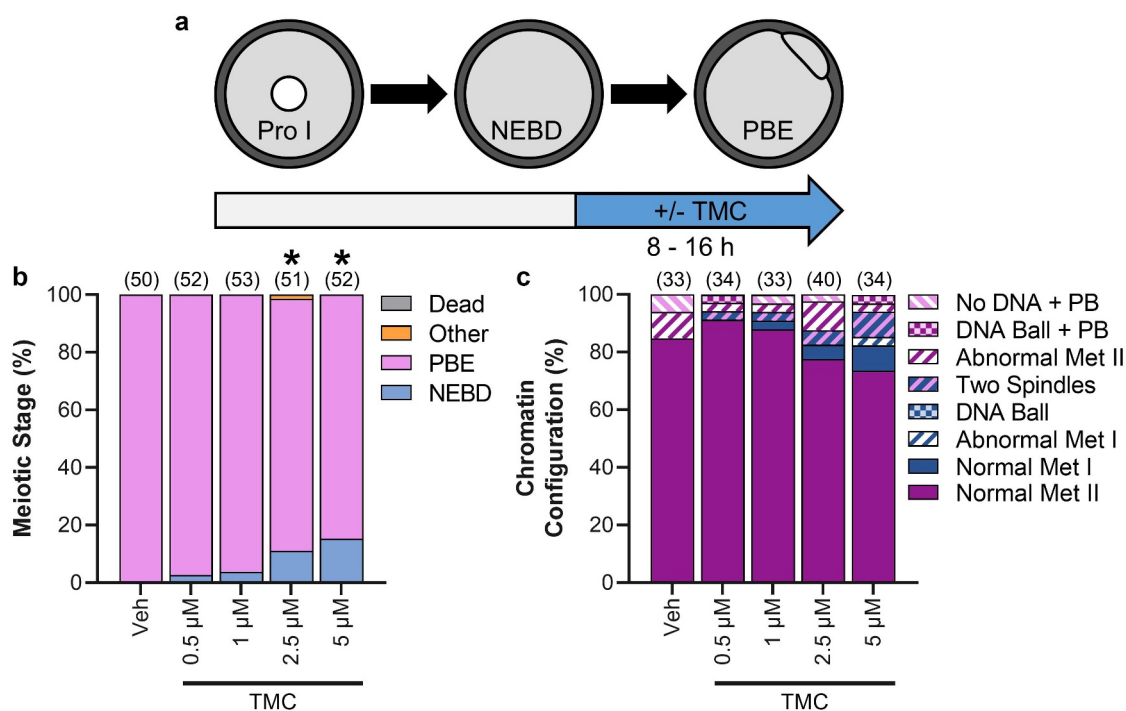 a
Pro I
NEBD
PBE
+/- TMC
8 - 16 h
b
(50) (52) (53) (51) (52)
* *
Meiotic Stage (%)
100
80
60
40
20
0
Veh
0.5 µM
1 µM
2.5 µM
5 µM
TMC
Dead
Other
PBE
NEBD
c
(33) (34) (33) (40) (34)
Chromatin
Configuration (%)
100
80
60
40
20
0
Veh
0.5 µM
1 µM
2.5 µM
5 µM
TMC
No DNA + PB
DNA Ball + PB
Abnormal Met II
Two Spindles
DNA Ball
Abnormal Met I
Normal Met I
Normal Met II